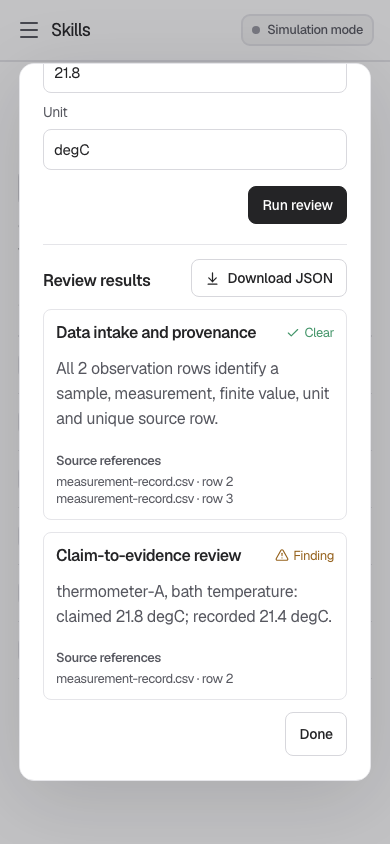 Skills
Simulation mode
21.8
Unit
degC
Run review
Review results
Download JSON
Data intake and provenance
Clear
All 2 observation rows identify a
sample, measurement, finite value, unit
and unique source row.
Source references
measurement-record.csv · row 2
measurement-record.csv · row 3
Claim-to-evidence review
Finding
thermometer-A, bath temperature:
claimed 21.8 degC; recorded 21.4 degC.
Source references
measurement-record.csv · row 2
Done